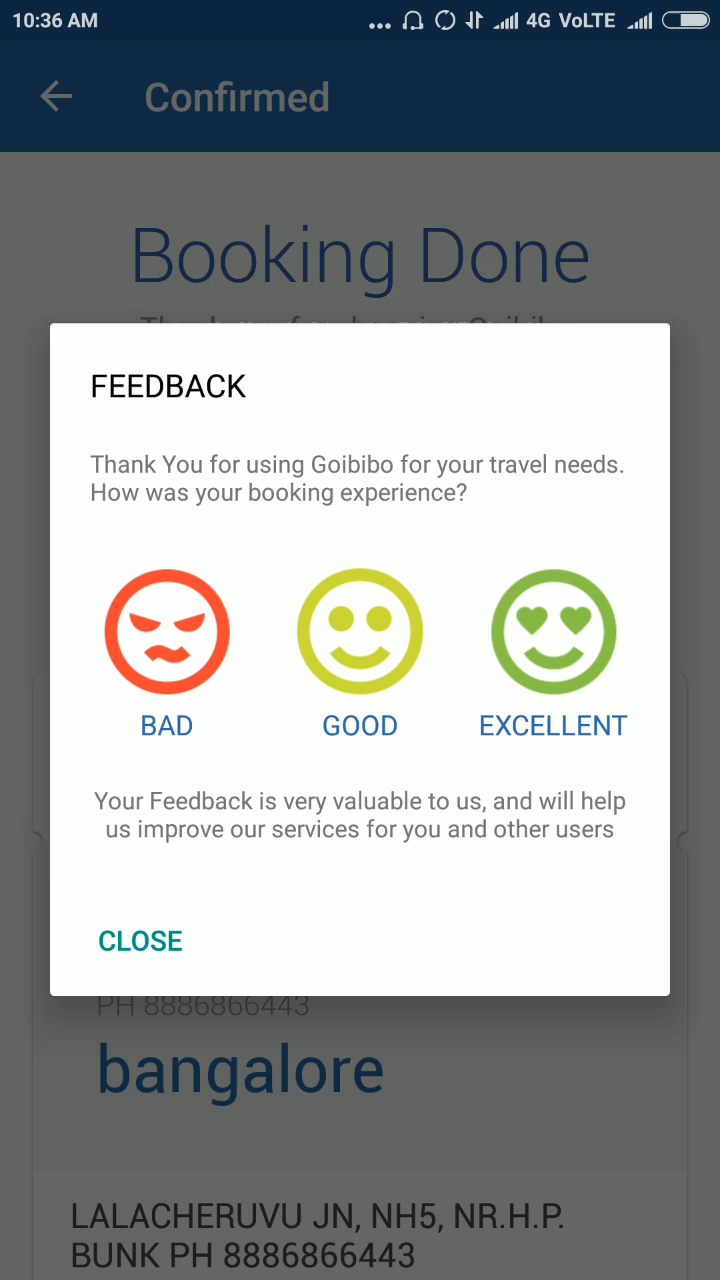 10:36 AM
4G VoLTE
Confirmed
Booking Done
FEEDBACK
Thank You for using Goibibo for your travel needs.
How was your booking experience?
BAD GOOD EXCELLENT
Your Feedback is very valuable to us, and will help
us improve our services for you and other users
CLOSE
PH 8886866443
bangalore
LALACHERUVU JN, NH5, NR.H.P.
BUNK PH 8886866443